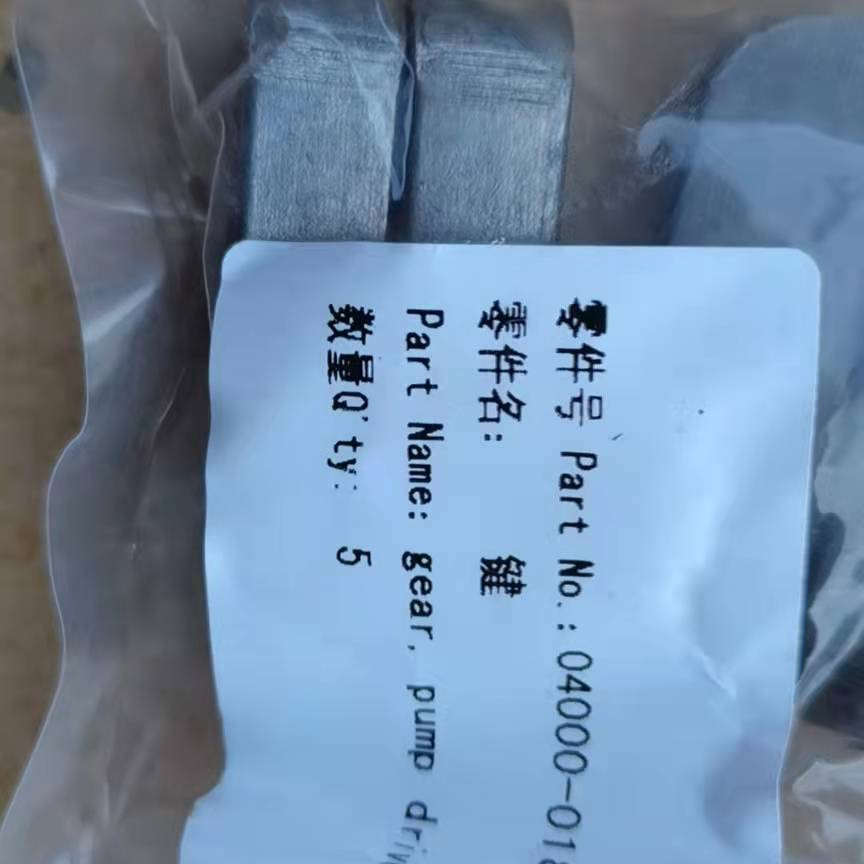 零件号 Part No.: 04000-01
零件名: 键
Part Name: gear, pump
数量Q'ty: 5